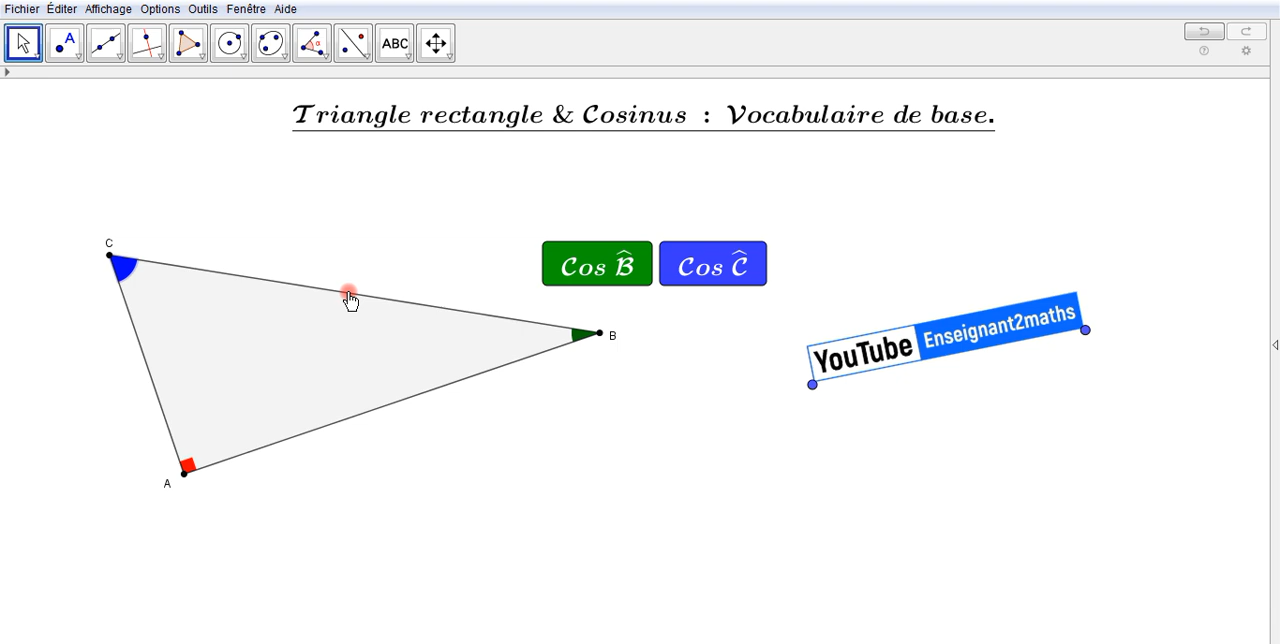 Fichier Éditer Affichage Options Outils Fenêtre Aide
A
α
ABC
Triangle rectangle & Cosinus : Vocabulaire de base.
C
Cos B̂ Cos Ĉ
B
YouTube Enseignant2maths
A